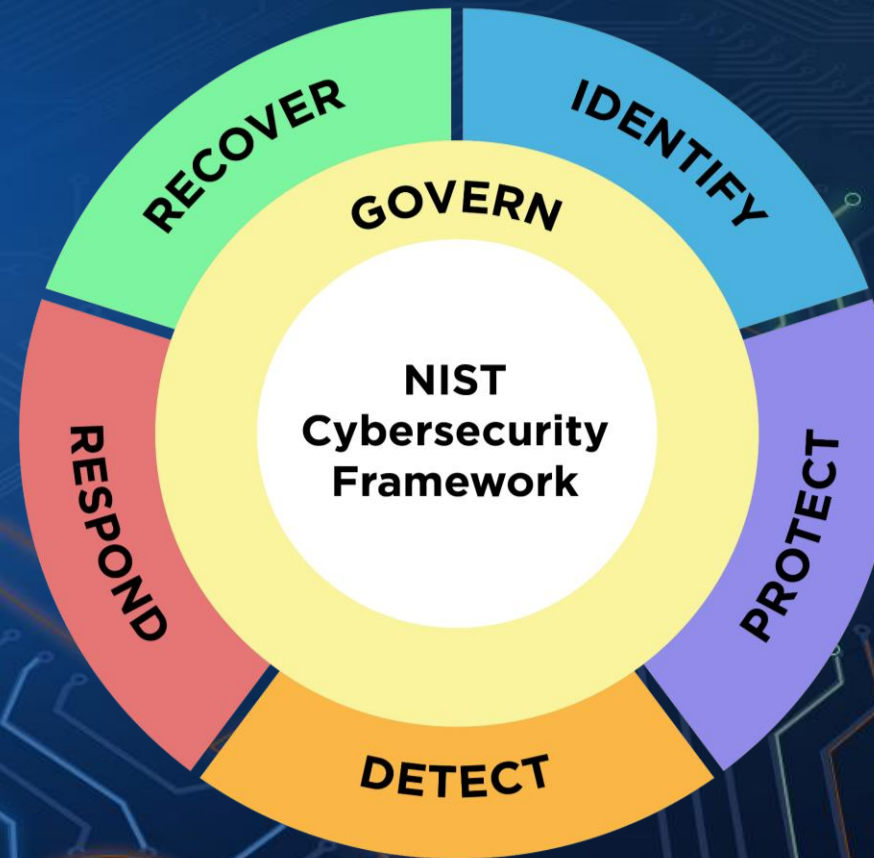 RECOVER
IDENTIFY
GOVERN
NIST
Cybersecurity
Framework
RESPOND
PROTECT
DETECT